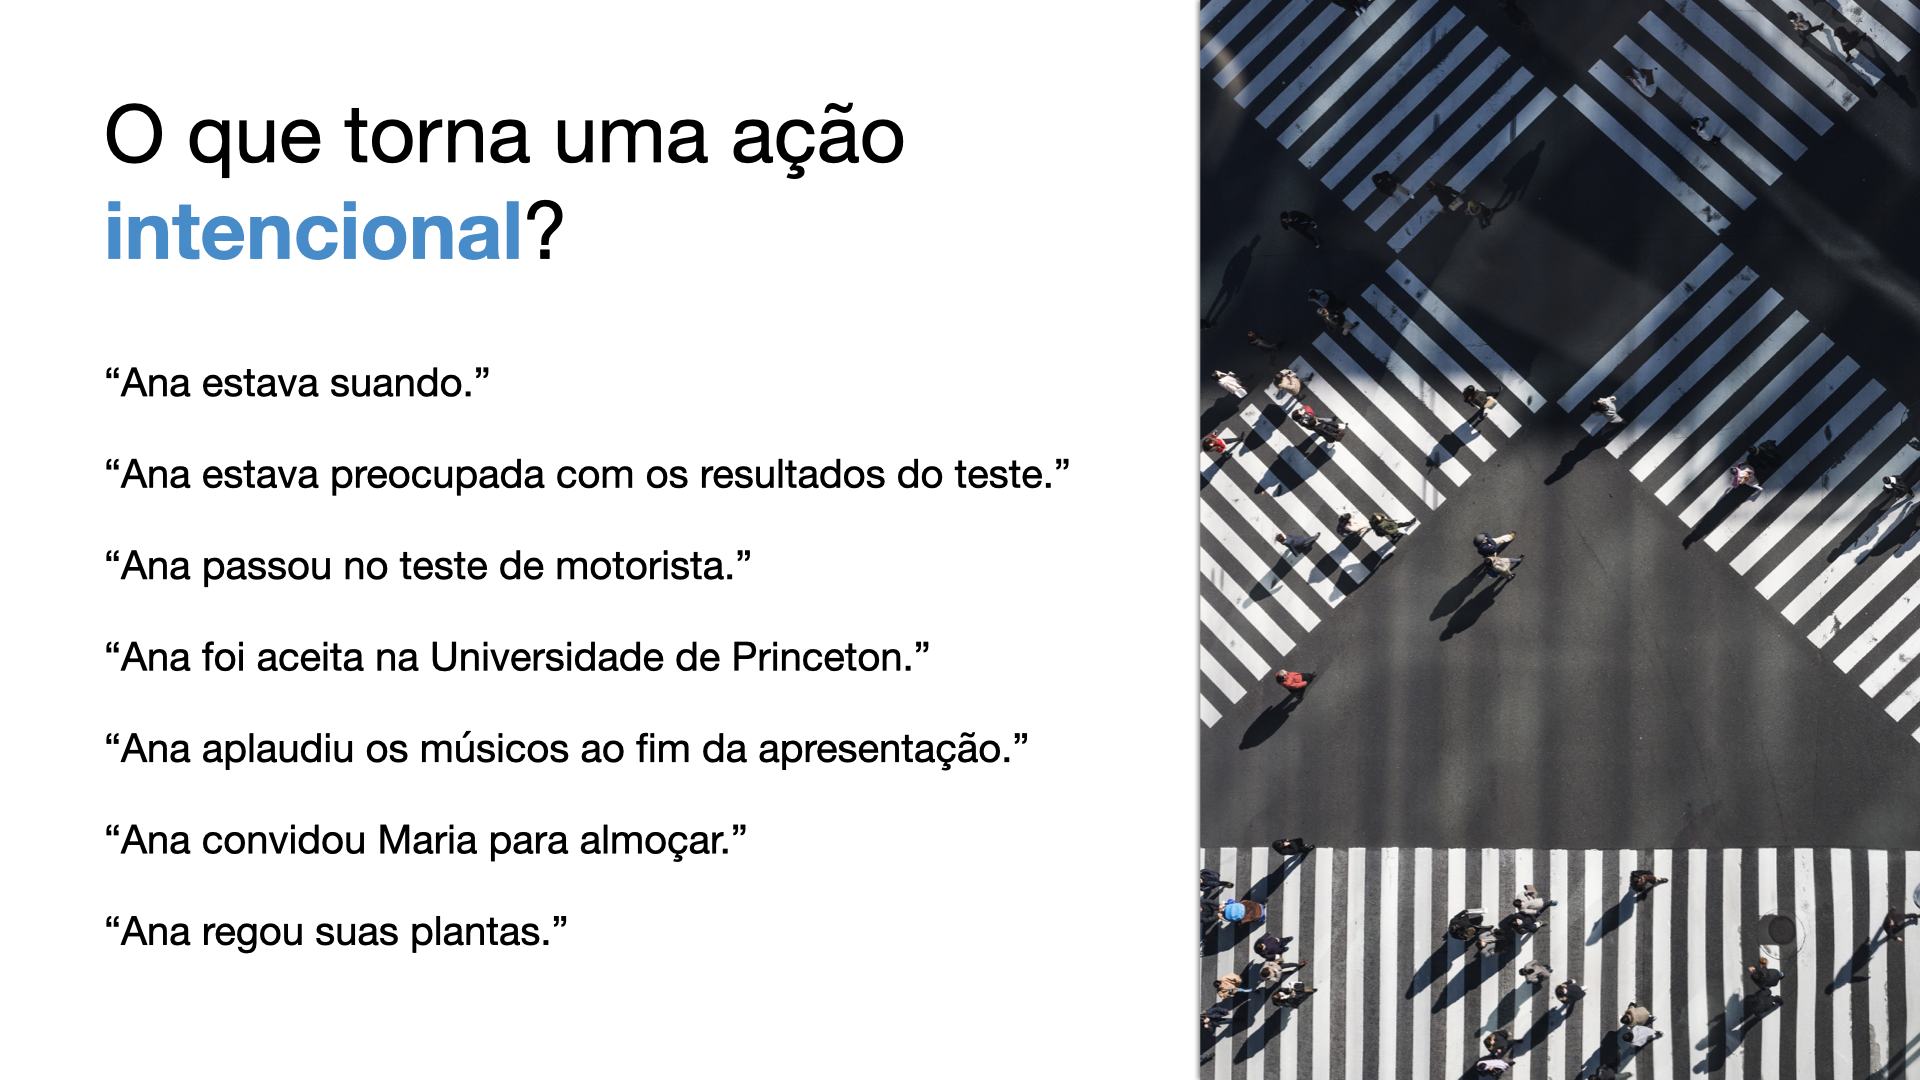 O que torna uma ação
intencional?
“Ana estava suando.”
“Ana estava preocupada com os resultados do teste.”
“Ana passou no teste de motorista.”
“Ana foi aceita na Universidade de Princeton.”
“Ana aplaudiu os músicos ao fim da apresentação.”
“Ana convidou Maria para almoçar.”
“Ana regou suas plantas.”